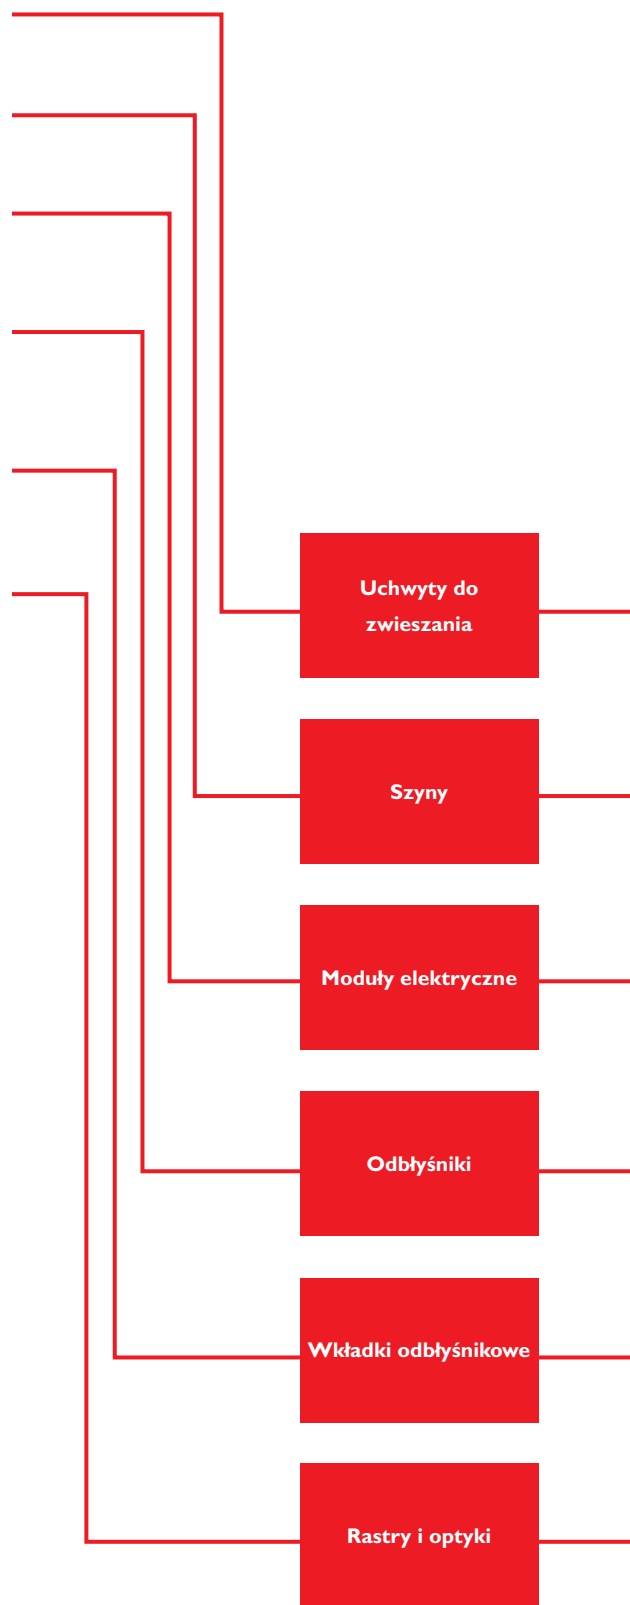 Uchwyty do
zwieszania
Szyny
Moduły elektryczne
Odbłyśniki
Wkładki odbłyśnikowe
Rastry i optyki